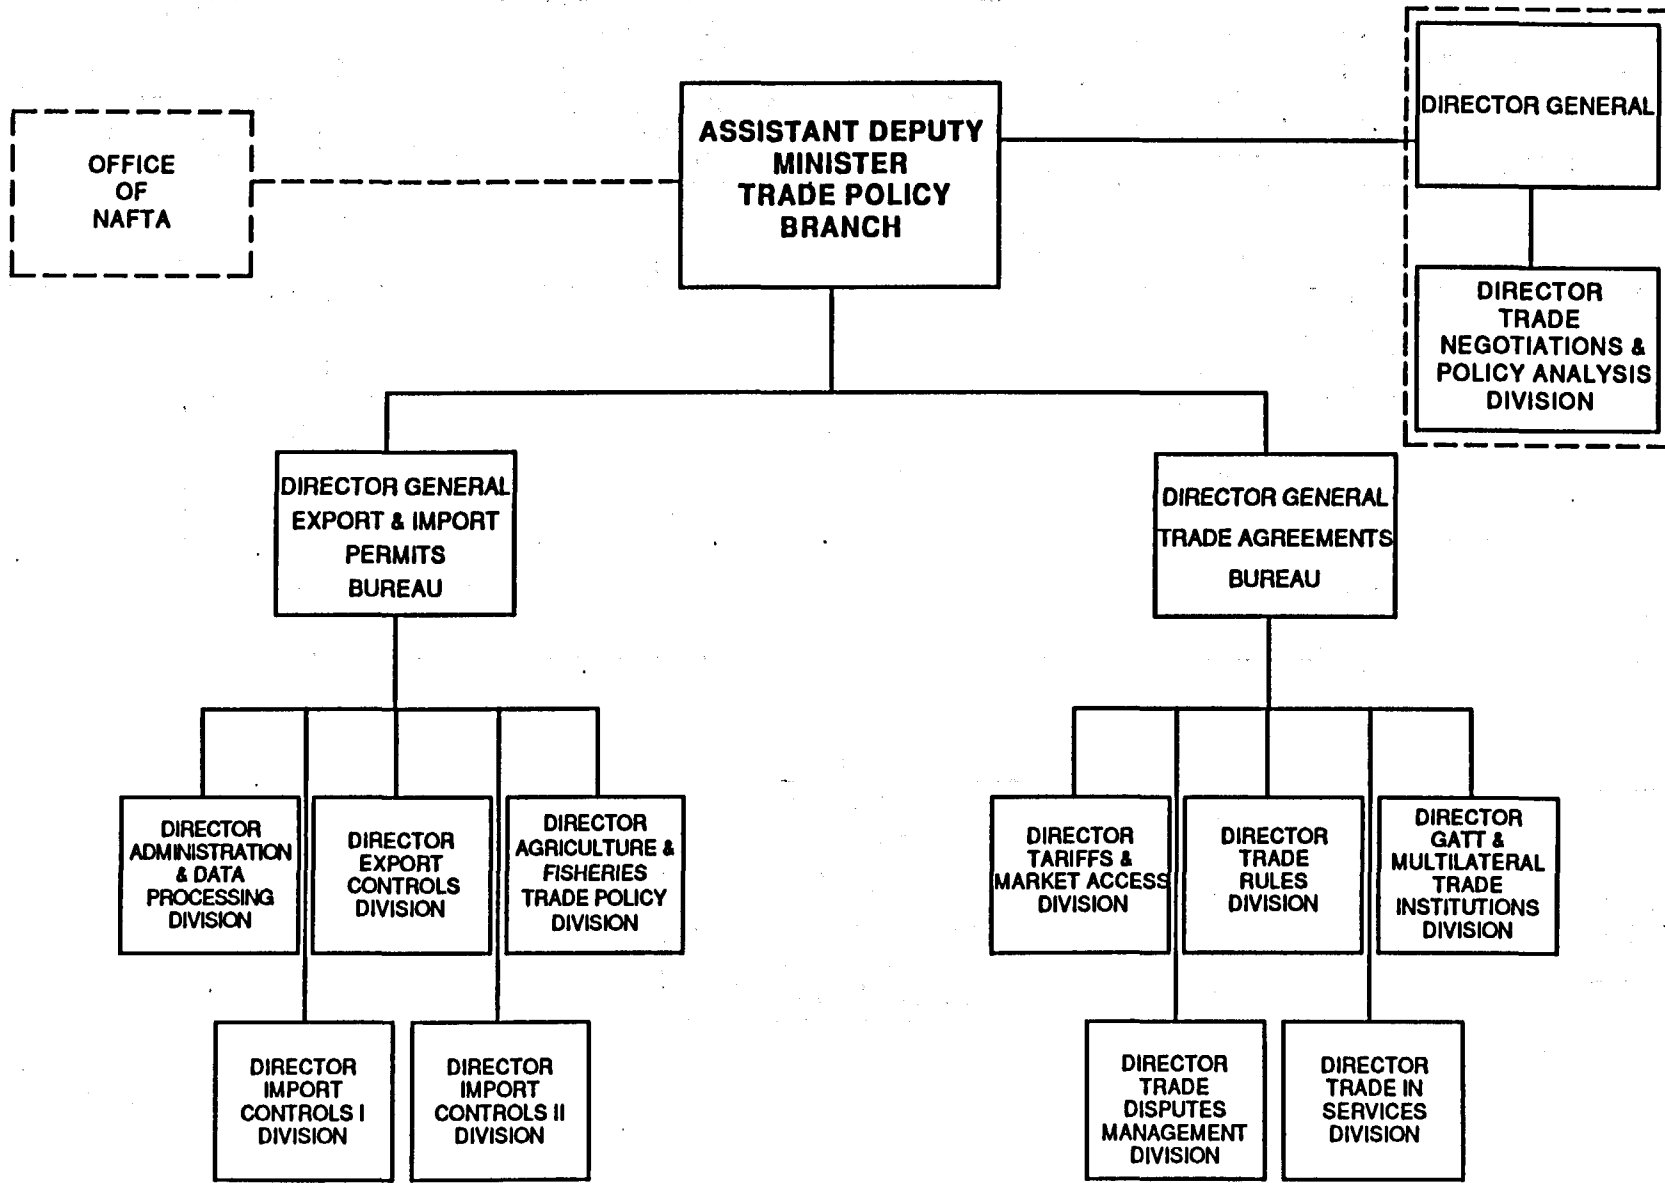 OFFICE
OF
NAFTA
ASSISTANT DEPUTY
MINISTER
TRADE POLICY
BRANCH
DIRECTOR GENERAL
DIRECTOR
TRADE
NEGOTIATIONS &
POLICY ANALYSIS
DIVISION
DIRECTOR GENERAL
EXPORT & IMPORT
PERMITS
BUREAU
DIRECTOR GENERAL
TRADE AGREEMENTS
BUREAU
DIRECTOR
ADMINISTRATION
& DATA
PROCESSING
DIVISION
DIRECTOR
EXPORT
CONTROLS
DIVISION
DIRECTOR
AGRICULTURE &
FISHERIES
TRADE POLICY
DIVISION
DIRECTOR
TARIFFS &
MARKET ACCESS
DIVISION
DIRECTOR
TRADE
RULES
DIVISION
DIRECTOR
GATT &
MULTILATERAL
TRADE
INSTITUTIONS
DIVISION
DIRECTOR
IMPORT
CONTROLS I
DIVISION
DIRECTOR
IMPORT
CONTROLS II
DIVISION
DIRECTOR
TRADE
DISPUTES
MANAGEMENT
DIVISION
DIRECTOR
TRADE IN
SERVICES
DIVISION